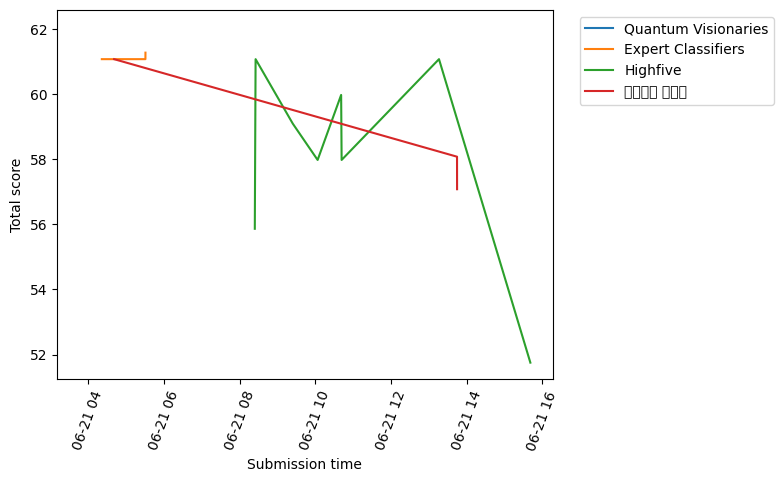 Quantum Visionaries
Expert Classifiers
Highfive
62
60
58
56
54
52
Total score
06-21 04
06-21 06
06-21 08
06-21 10
06-21 12
06-21 14
06-21 16
Submission time